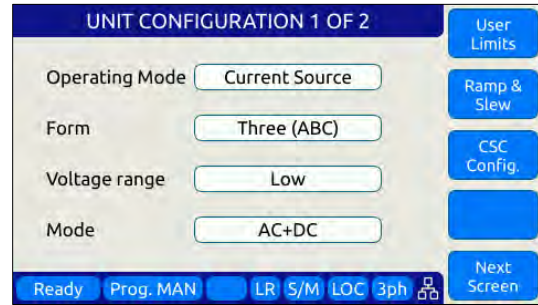 UNIT CONFIGURATION 1 OF 2
User
Limits
Operating Mode Current Source
Ramp &
Slew
Form Three (ABC)
CSC
Config.
Voltage range Low
Mode AC+DC
Next
Screen
Ready Prog. MAN LR S/M LOC 3ph